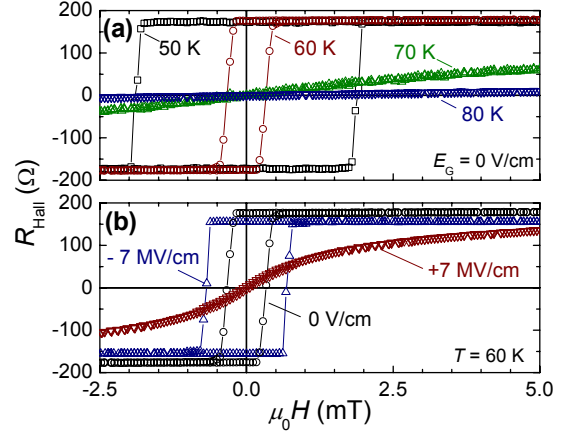 200
(a)
100
50 K
60 K
70 K
0
80 K
-100
E_G = 0 V/cm
-200
R_Hall (Ω)
200
(b)
100
- 7 MV/cm
+7 MV/cm
0
0 V/cm
-100
T = 60 K
-200
-2.5 0.0 2.5 5.0
μ₀H (mT)